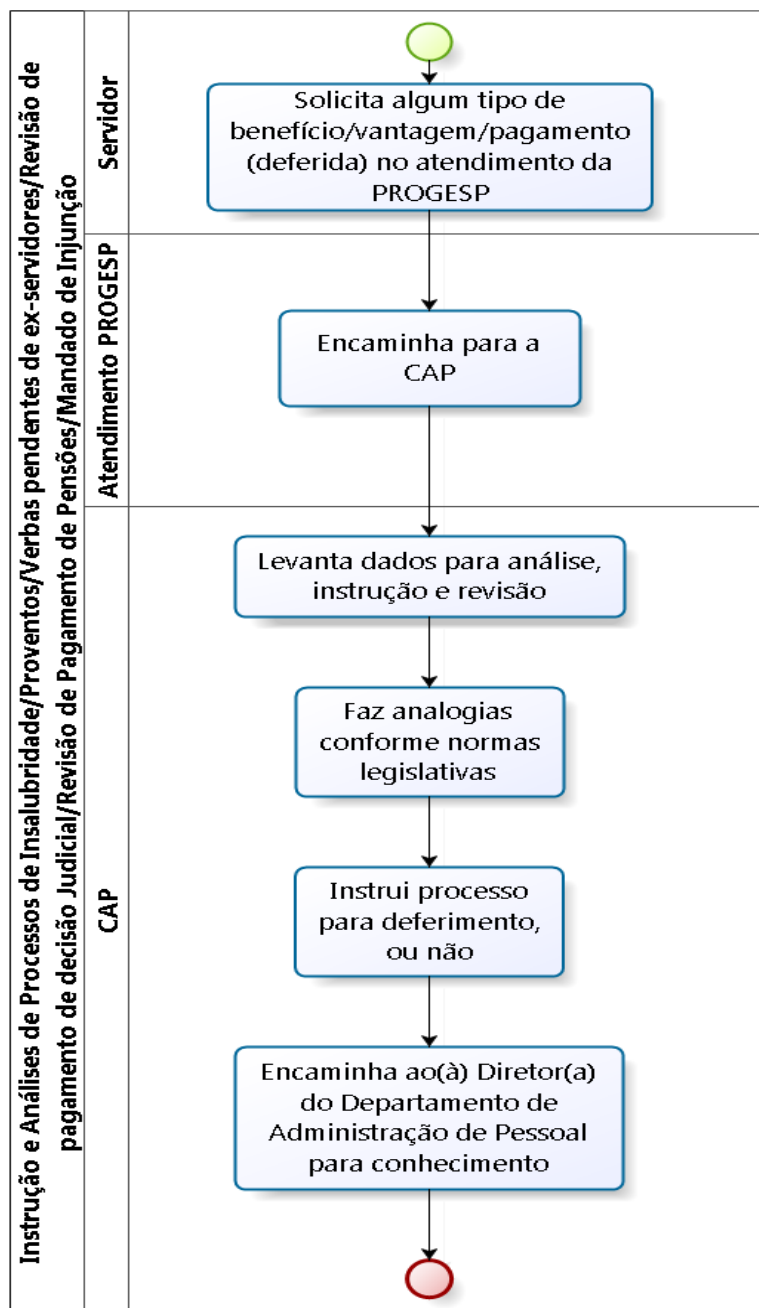 Instrução e Análises de Processos de Insalubridade/Proventos/Verbas pendentes de ex-servidores/Revisão de
pagamento de decisão Judicial/Revisão de Pagamento de Pensões/Mandado de Injunção
Servidor
Solicita algum tipo de
benefício/vantagem/pagamento
(deferida) no atendimento da
PROGESP
Atendimento PROGESP
Encaminha para a
CAP
CAP
Levanta dados para análise,
instrução e revisão
Faz analogias
conforme normas
legislativas
Instrui processo
para deferimento,
ou não
Encaminha ao(à) Diretor(a)
do Departamento de
Administração de Pessoal
para conhecimento